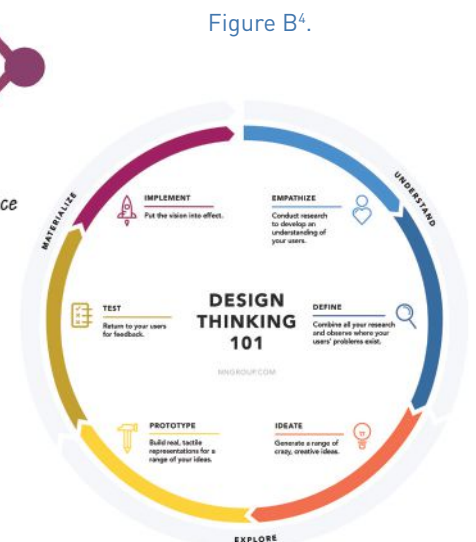 Figure B⁴.
ce
MATERIALIZE
UNDERSTAND
EXPLORE
IMPLEMENT
Put the vision into effect.
EMPATHIZE
Conduct research
to develop an
understanding of
your users.
TEST
Return to your users
for feedback.
DESIGN
THINKING
101
NNGROUP.COM
DEFINE
Combine all your research
and observe where your
users' problems exist.
PROTOTYPE
Build real, tactile
representations for a
range of your ideas.
IDEATE
Generate a range of
crazy, creative ideas.